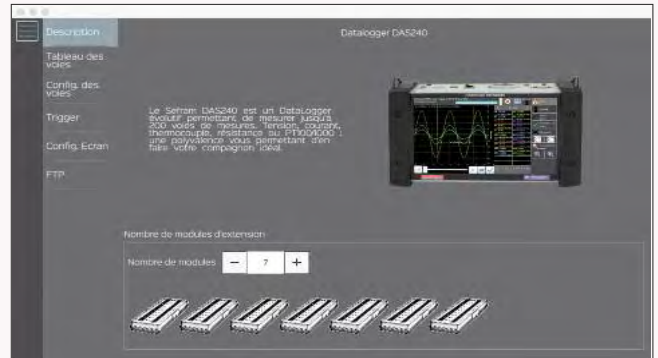 Description
Datalogger DAS240
Tableau des
voies
Config. des
voies
Trigger
Config. Ecran
FTP
Le Sefram DAS240 est un DataLogger
évolutif permettant de mesurer jusqu'à
200 voies de mesures. Tension, courant,
thermocouple, résistance ou PT100/1000 :
une polyvalence vous permettant d'en
faire votre compagnon idéal.
Nombre de modules d'extension
Nombre de modules − 7 +